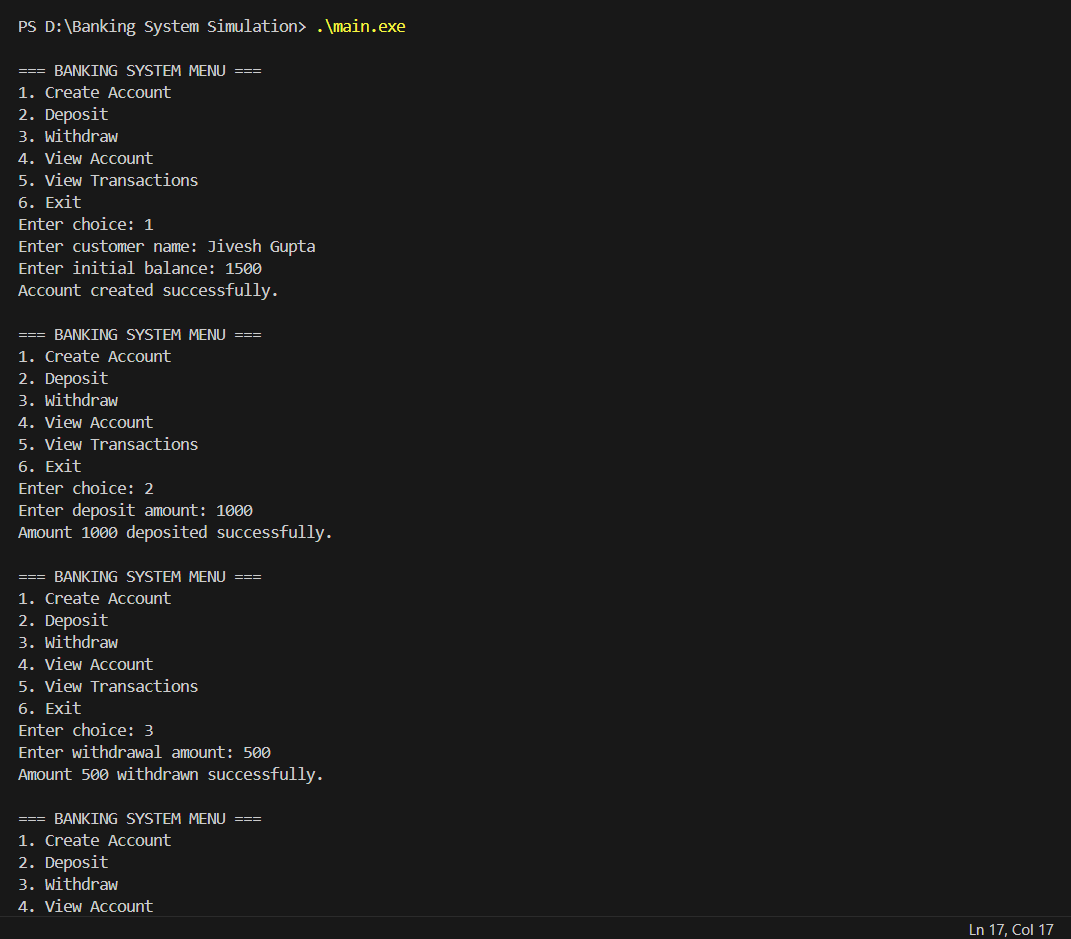 PS D:\Banking System Simulation> .\main.exe
=== BANKING SYSTEM MENU ===
1. Create Account
2. Deposit
3. Withdraw
4. View Account
5. View Transactions
6. Exit
Enter choice: 1
Enter customer name: Jivesh Gupta
Enter initial balance: 1500
Account created successfully.
=== BANKING SYSTEM MENU ===
1. Create Account
2. Deposit
3. Withdraw
4. View Account
5. View Transactions
6. Exit
Enter choice: 2
Enter deposit amount: 1000
Amount 1000 deposited successfully.
=== BANKING SYSTEM MENU ===
1. Create Account
2. Deposit
3. Withdraw
4. View Account
5. View Transactions
6. Exit
Enter choice: 3
Enter withdrawal amount: 500
Amount 500 withdrawn successfully.
=== BANKING SYSTEM MENU ===
1. Create Account
2. Deposit
3. Withdraw
4. View Account
Ln 17, Col 17